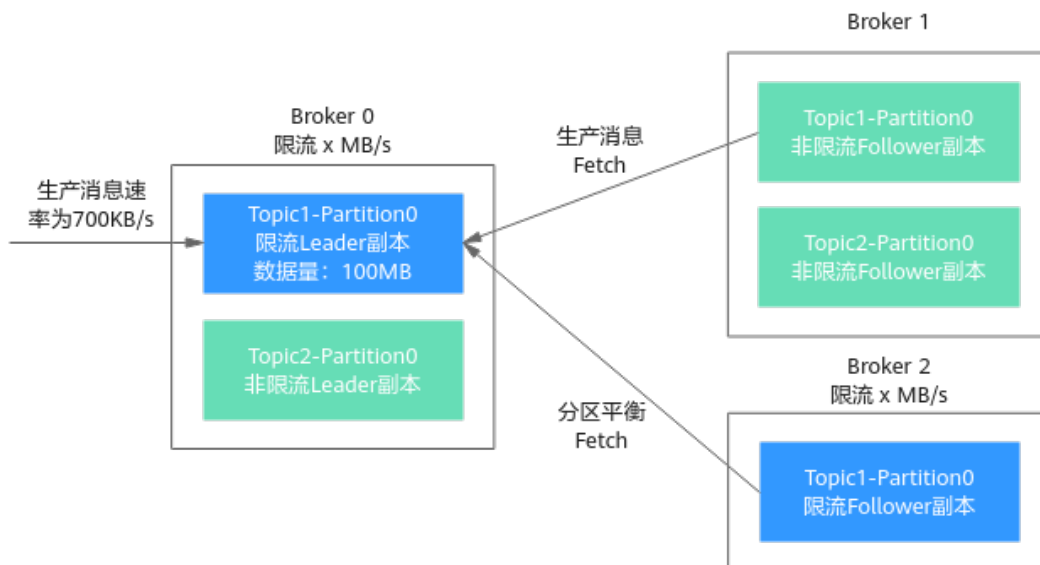 Broker 0
限流 x MB/s
生产消息速
率为700KB/s
Topic1-Partition0
限流Leader副本
数据量：100MB
Topic2-Partition0
非限流Leader副本
生产消息
Fetch
分区平衡
Fetch
Broker 1
Topic1-Partition0
非限流Follower副本
Topic2-Partition0
非限流Follower副本
Broker 2
限流 x MB/s
Topic1-Partition0
限流Follower副本